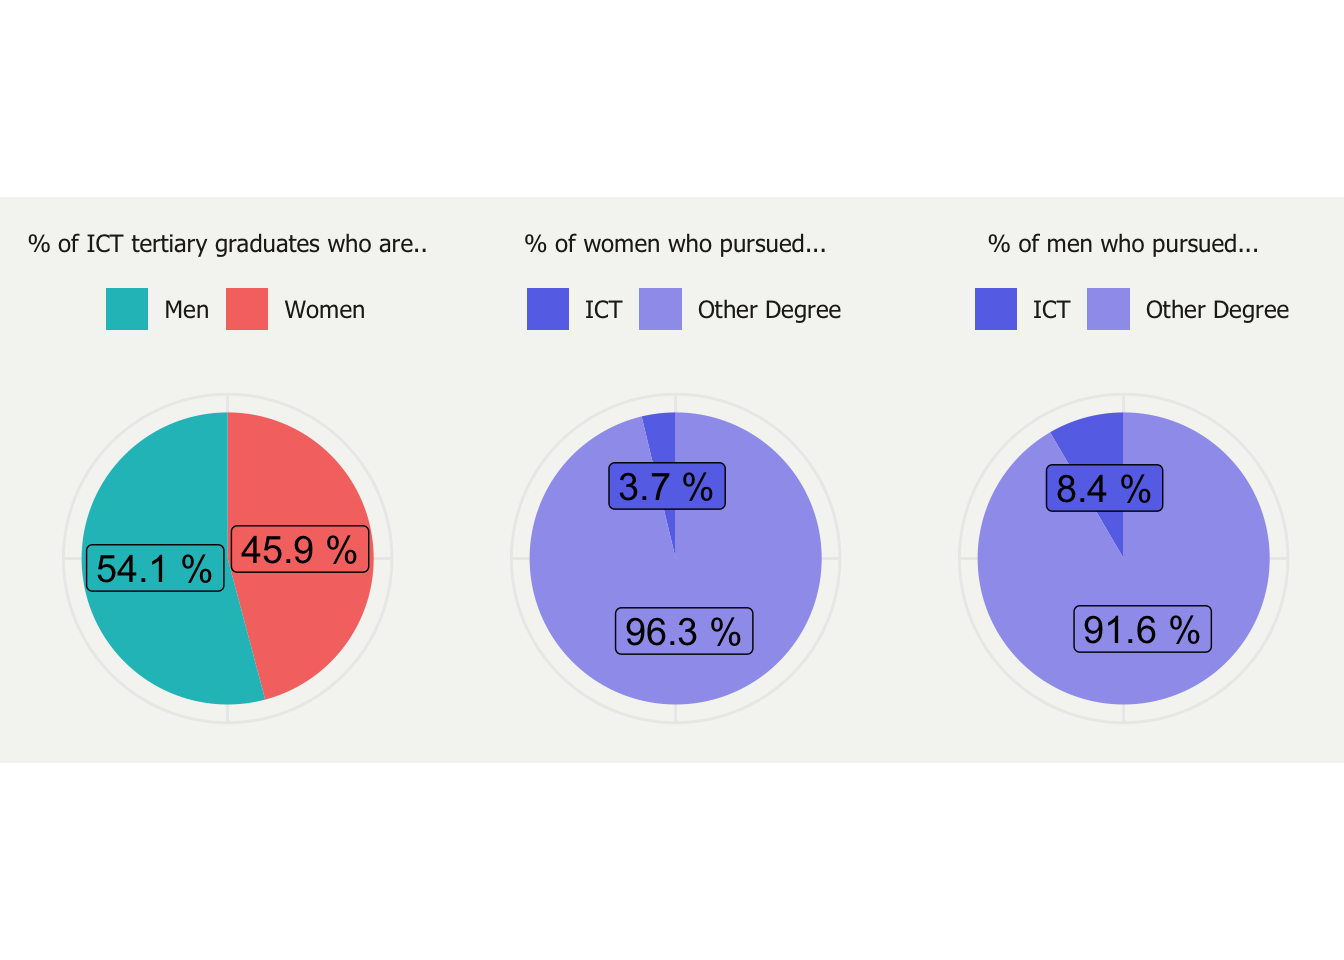 % of ICT tertiary graduates who are..
Men Women
54.1 %
45.9 %
% of women who pursued...
ICT Other Degree
3.7 %
96.3 %
% of men who pursued...
ICT Other Degree
8.4 %
91.6 %